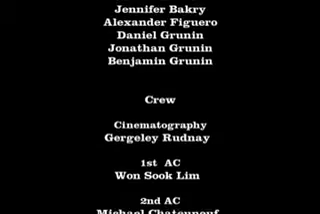 Jennifer Bakry
Alexander Figuero
Daniel Grunin
Jonathan Grunin
Benjamin Grunin
Crew
Cinematography
Gergeley Rudnay
1st AC
Won Sook Lim
2nd AC
Michael